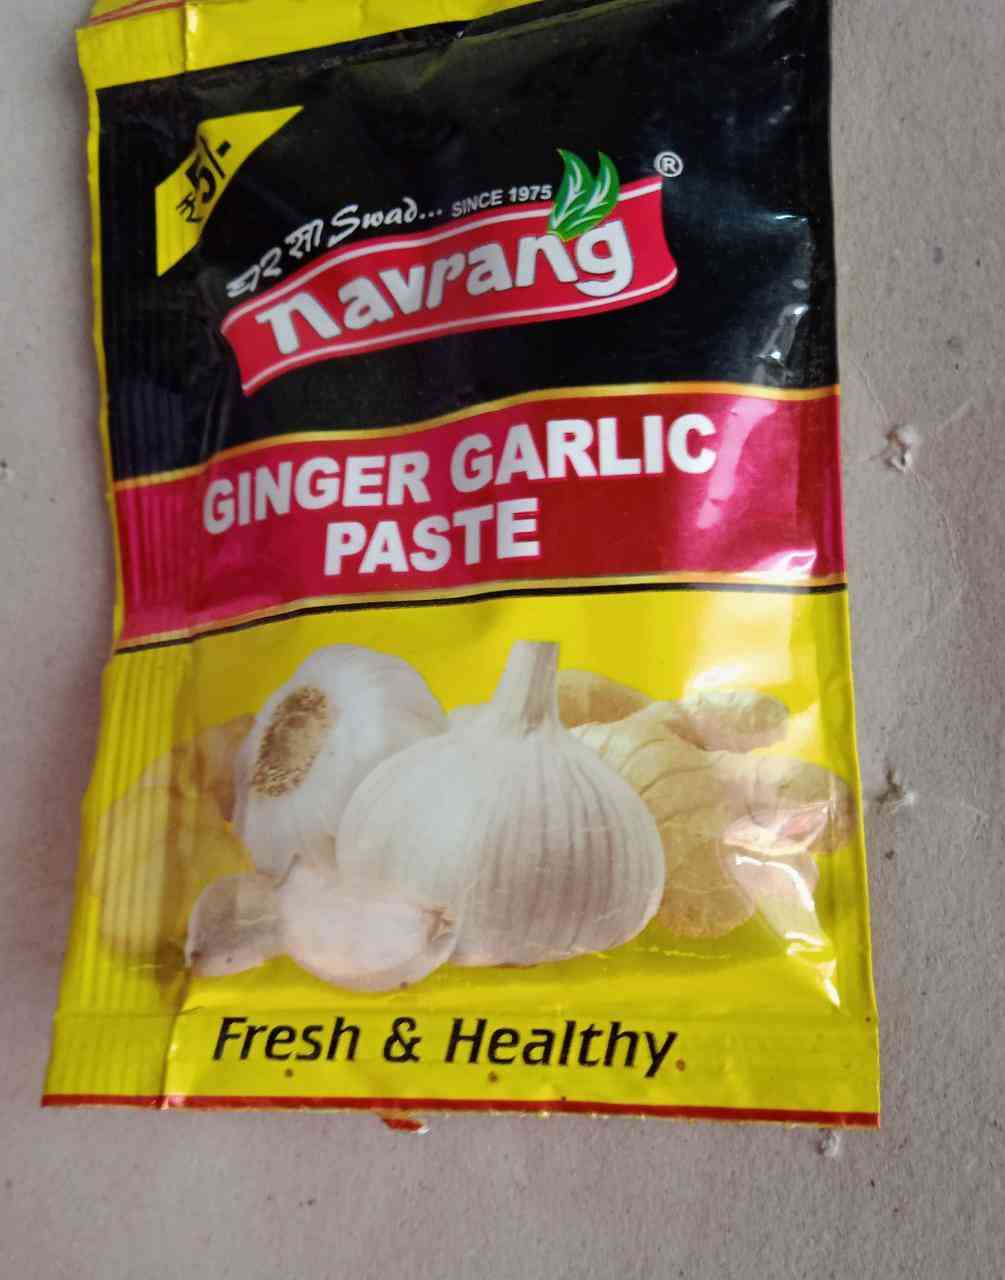 ₹5/-
घर सी Swad... SINCE 1975
navrang®
GINGER GARLIC
PASTE
Fresh & Healthy